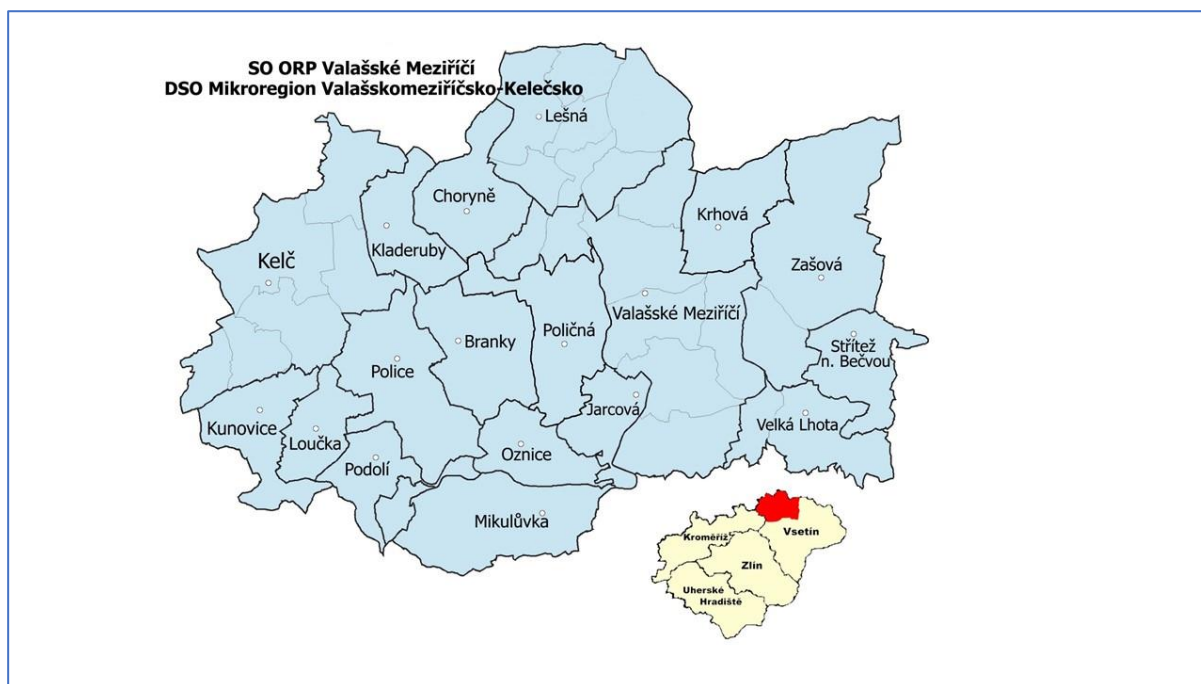 SO ORP Valašské Meziříčí
DSO Mikroregion Valašskomeziříčsko-Kelečsko
Lešná
Choryně
Krhová
Kladeruby
Kelč
Zašová
Valašské Meziříčí
Poličná
Branky
Střítež
n. Bečvou
Police
Jarcová
Velká Lhota
Kunovice
Loučka
Oznice
Podolí
Mikulůvka
Kroměříž
Vsetín
Zlín
Uherské
Hradiště